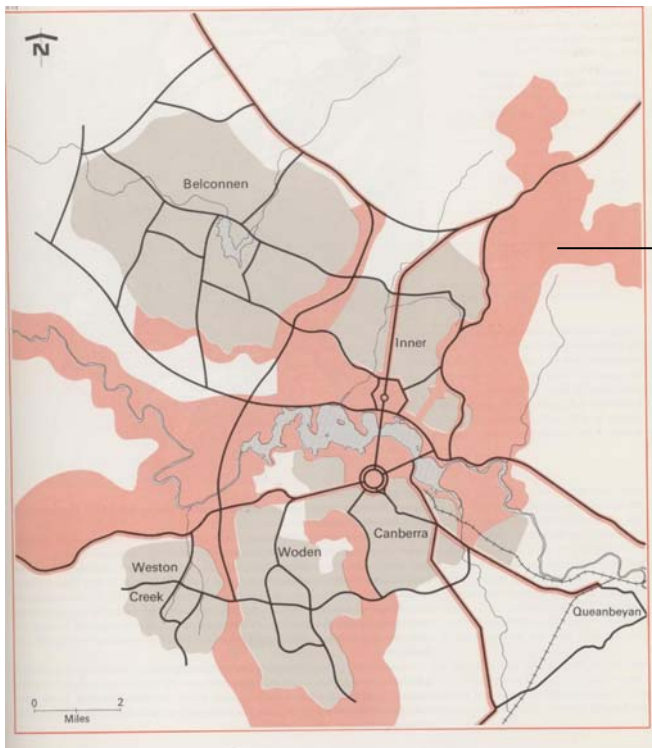 N
Belconnen
Inner
Canberra
Woden
Weston
Creek
Queanbeyan
0 2
Miles